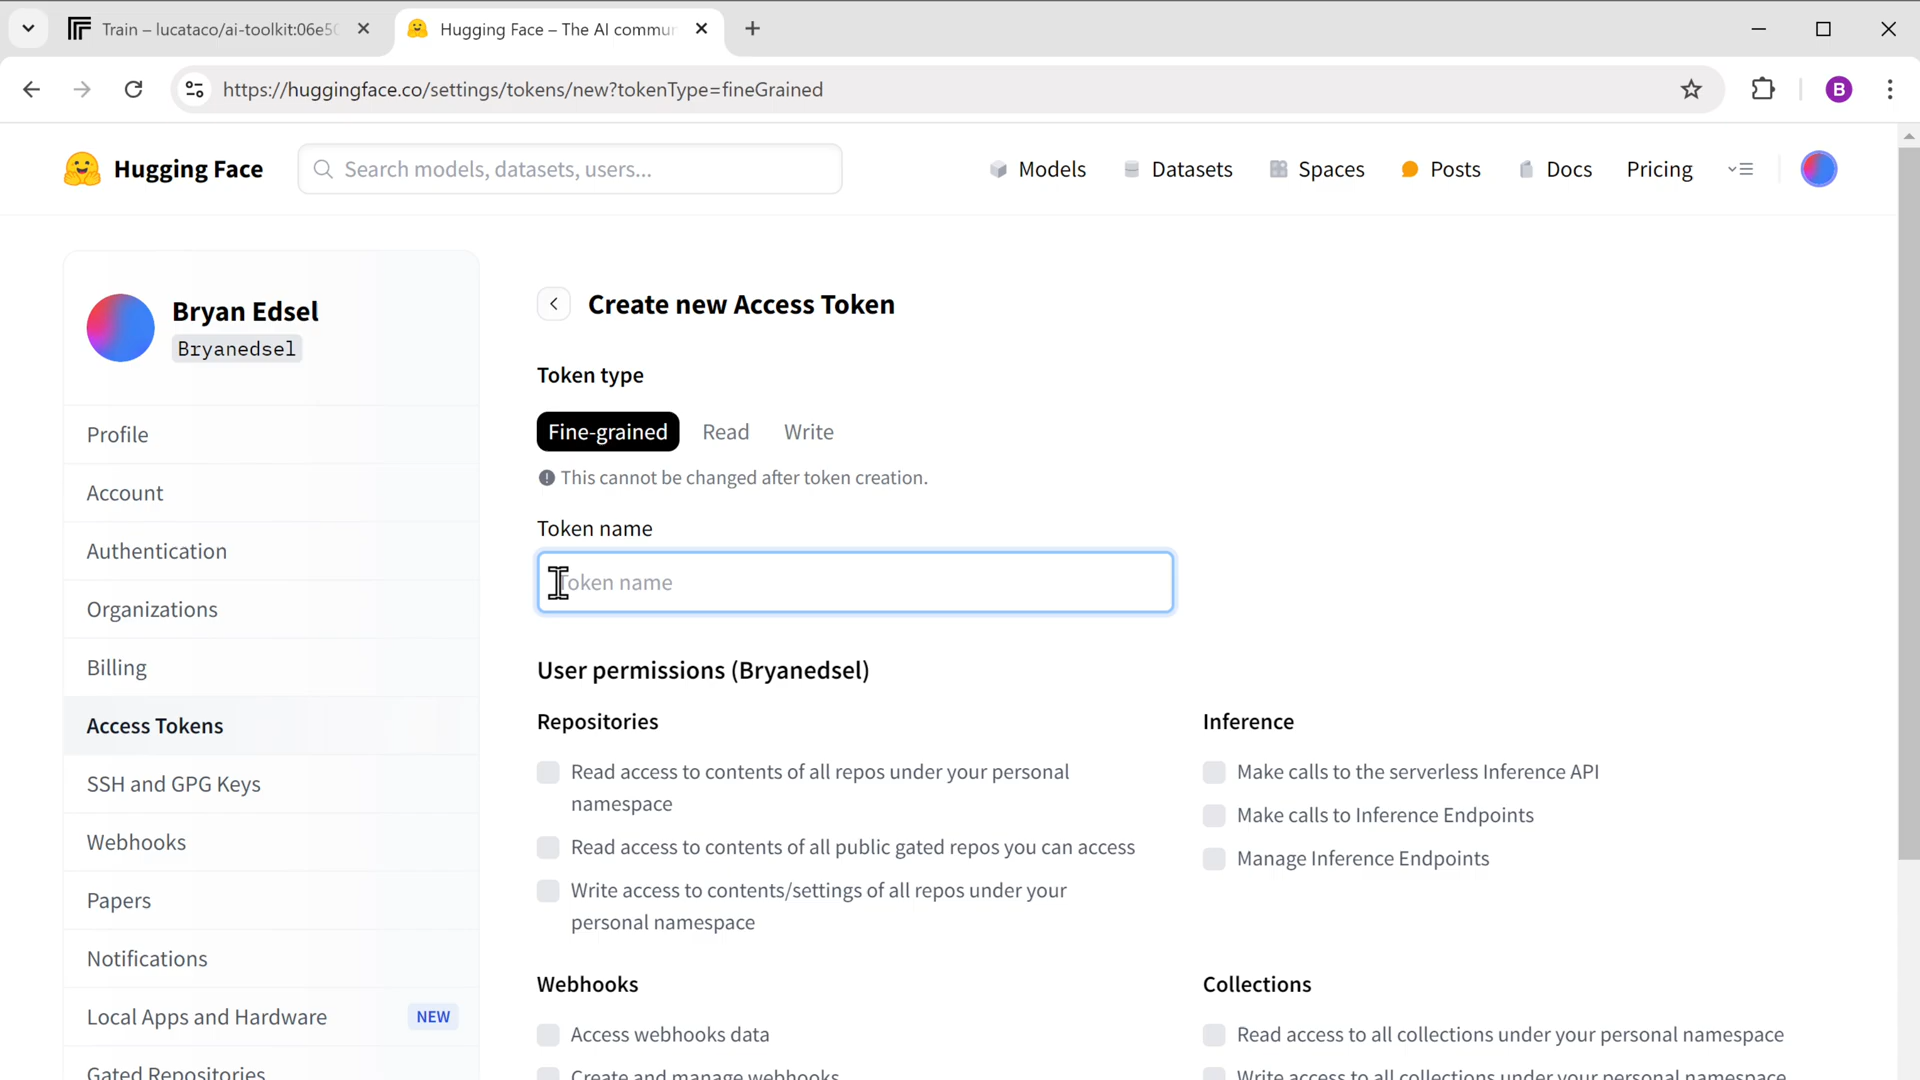 Train – lucataco/ai-toolkit:06e5
Hugging Face – The AI commu
https://huggingface.co/settings/tokens/new?tokenType=fineGrained
B
Hugging Face
Search models, datasets, users...
Models
Datasets
Spaces
Posts
Docs
Pricing
Bryan Edsel
Bryanedsel
Profile
Account
Authentication
Organizations
Billing
Access Tokens
SSH and GPG Keys
Webhooks
Papers
Notifications
Local Apps and Hardware NEW
Gated Repositories
Create new Access Token
Token type
Fine-grained Read Write
This cannot be changed after token creation.
Token name
Token name
User permissions (Bryanedsel)
Repositories
Read access to contents of all repos under your personal
namespace
Read access to contents of all public gated repos you can access
Write access to contents/settings of all repos under your
personal namespace
Inference
Make calls to the serverless Inference API
Make calls to Inference Endpoints
Manage Inference Endpoints
Webhooks
Access webhooks data
Create and manage webhooks
Collections
Read access to all collections under your personal namespace
Write access to all collections under your personal namespace